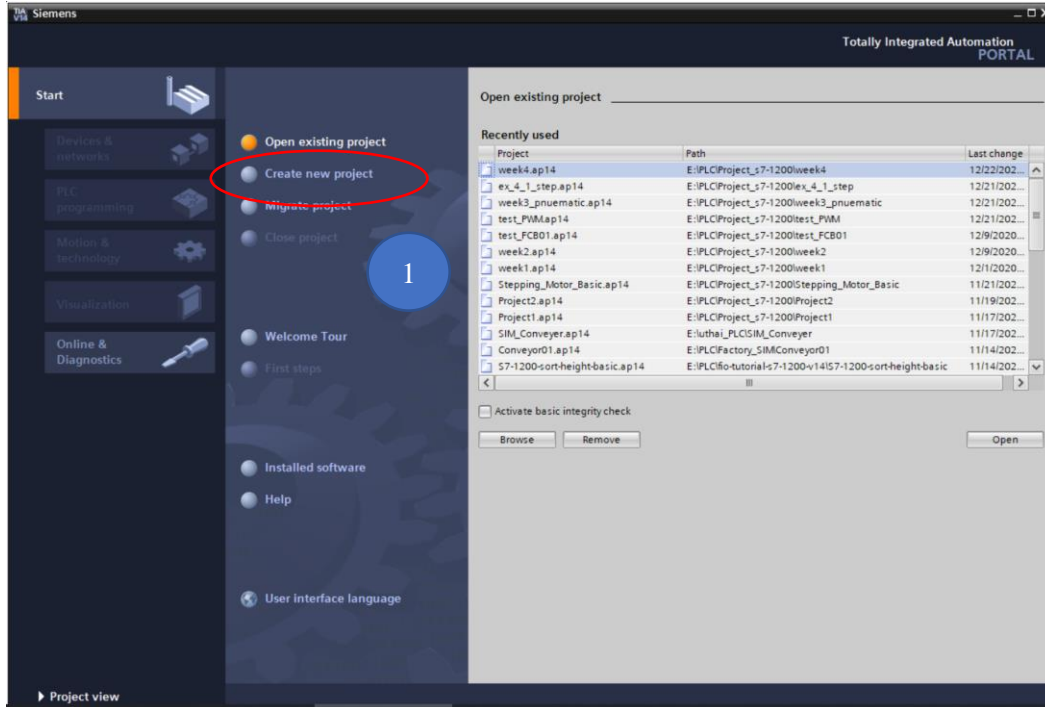 TIA V14 Siemens
Totally Integrated Automation
PORTAL
Start
Devices &
networks
PLC
programming
Motion &
technology
Visualization
Online &
Diagnostics
Open existing project
Create new project
Migrate project
Close project
1
Welcome Tour
First steps
Installed software
Help
User interface language
Open existing project
Recently used
Project Path Last change
week4.ap14 E:\PLC\Project_s7-1200\week4 12/22/202...
ex_4_1_step.ap14 E:\PLC\Project_s7-1200\ex_4_1_step 12/21/202...
week3_pnuematic.ap14 E:\PLC\Project_s7-1200\week3_pnuematic 12/21/202...
test_PWM.ap14 E:\PLC\Project_s7-1200\test_PWM 12/21/202...
test_FCB01.ap14 E:\PLC\Project_s7-1200\test_FCB01 12/9/2020...
week2.ap14 E:\PLC\Project_s7-1200\week2 12/9/2020...
week1.ap14 E:\PLC\Project_s7-1200\week1 12/1/2020...
Stepping_Motor_Basic.ap14 E:\PLC\Project_s7-1200\Stepping_Motor_Basic 11/21/202...
Project2.ap14 E:\PLC\Project_s7-1200\Project2 11/19/202...
Project1.ap14 E:\PLC\Project_s7-1200\Project1 11/17/202...
SIM_Conveyer.ap14 E:\uthai_PLC\SIM_Conveyer 11/17/202...
Conveyor01.ap14 E:\PLC\Factory_SIM\Conveyor01 11/14/202...
S7-1200-sort-height-basic.ap14 E:\PLC\fio-tutorial-s7-1200-v14\S7-1200-sort-height-basic 11/14/202...
Activate basic integrity check
Browse Remove Open
Project view